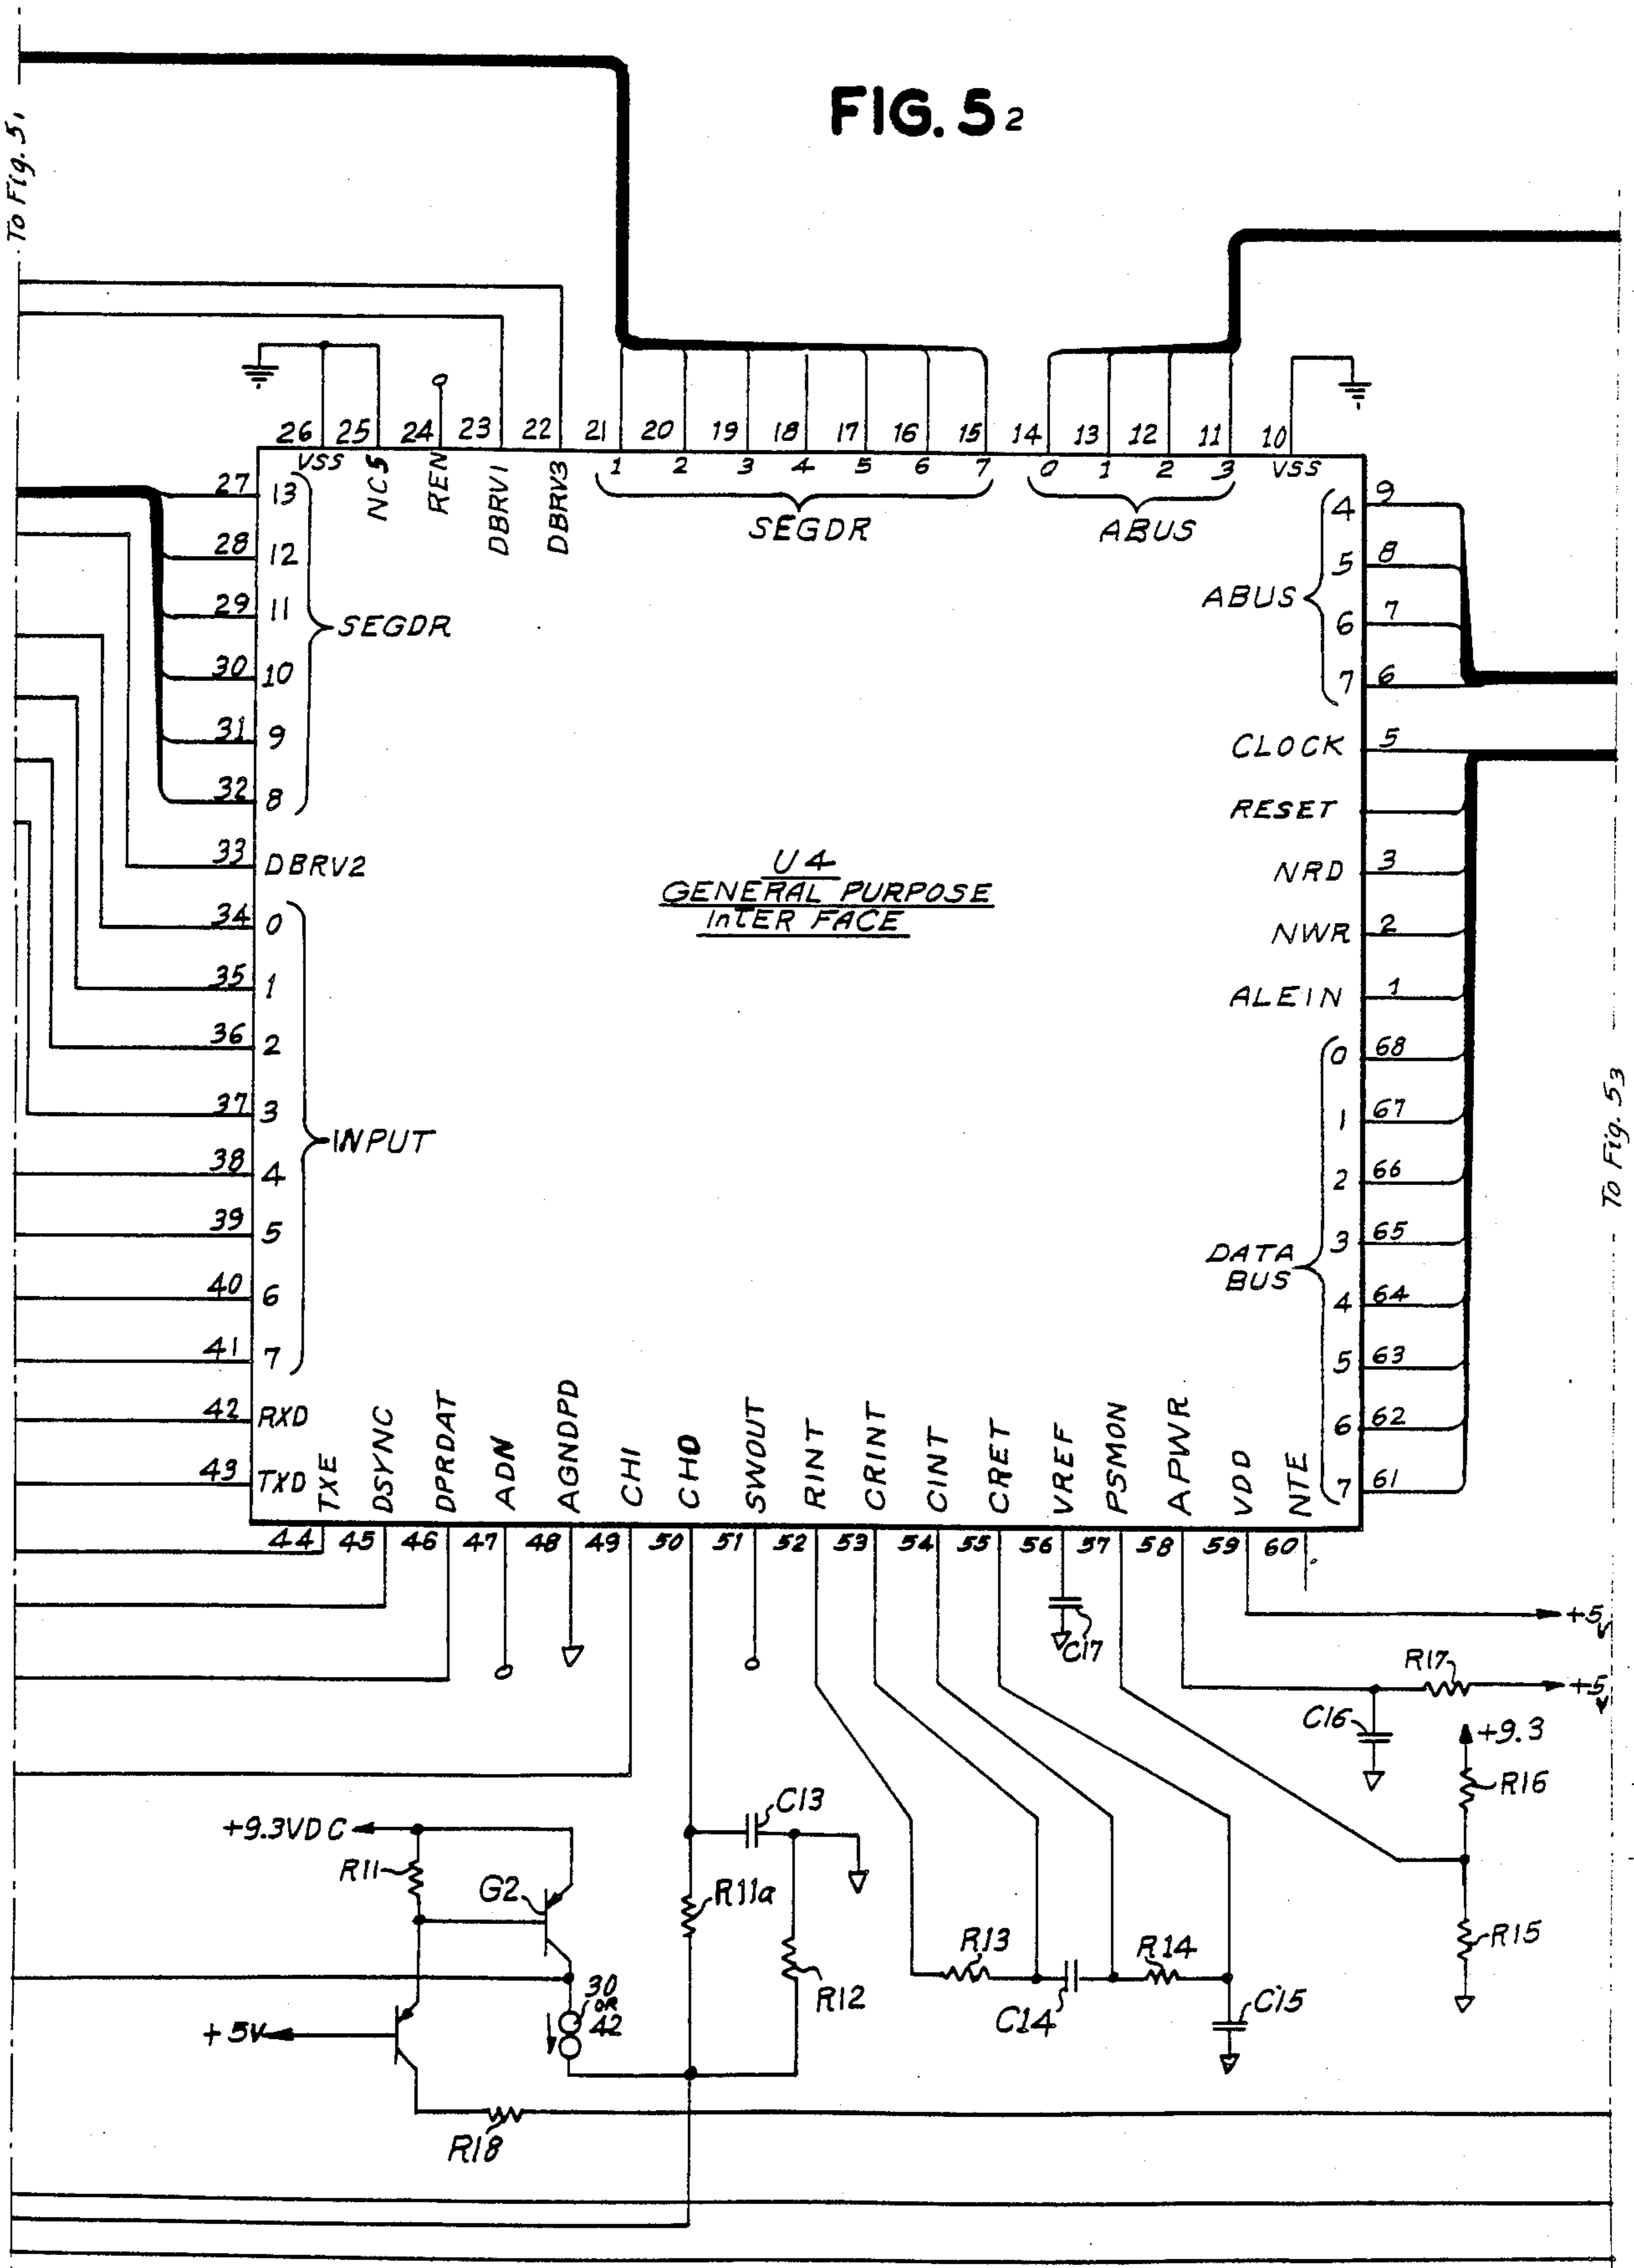 FIG. 5₂
To Fig. 5₁
26 25 24 23 22 21 20 19 18 17 16 15 14 13 12 11 10
VSS NC5 REN DBRV1 DBRV3 1 2 3 4 5 6 7 0 1 2 3 VSS
SEGDR ABUS
27 13
28 12
29 11
SEGDR
30 10
31 9
32 8
33 DBRV2
34 0
35 1
36 2
37 3
INPUT
38 4
39 5
40 6
41 7
42 RXD
43 TXD
U4
GENERAL PURPOSE
InTER FACE
4 9
5 8
ABUS
6 7
7 6
CLOCK 5
RESET
NRD 3
NWR 2
ALEIN 1
0 68
1 67
2 66
3 65
DATA
BUS
4 64
5 63
6 62
7 61
To Fig. 5₃
TXE DSYNC DPRDAT ADN AGNDPD CHI CHO SWOUT RINT CRINT CINT CRET VREF PSMON APWR VDD NTE
44 45 46 47 48 49 50 51 52 53 54 55 56 57 58 59 60
C17
+5V
R17
+5V
C16
+9.3
R16
R15
+9.3VDC
R11
G2
C13
R11a
R12
R13
C14
R14
C15
30
OR
42
+5V
R18